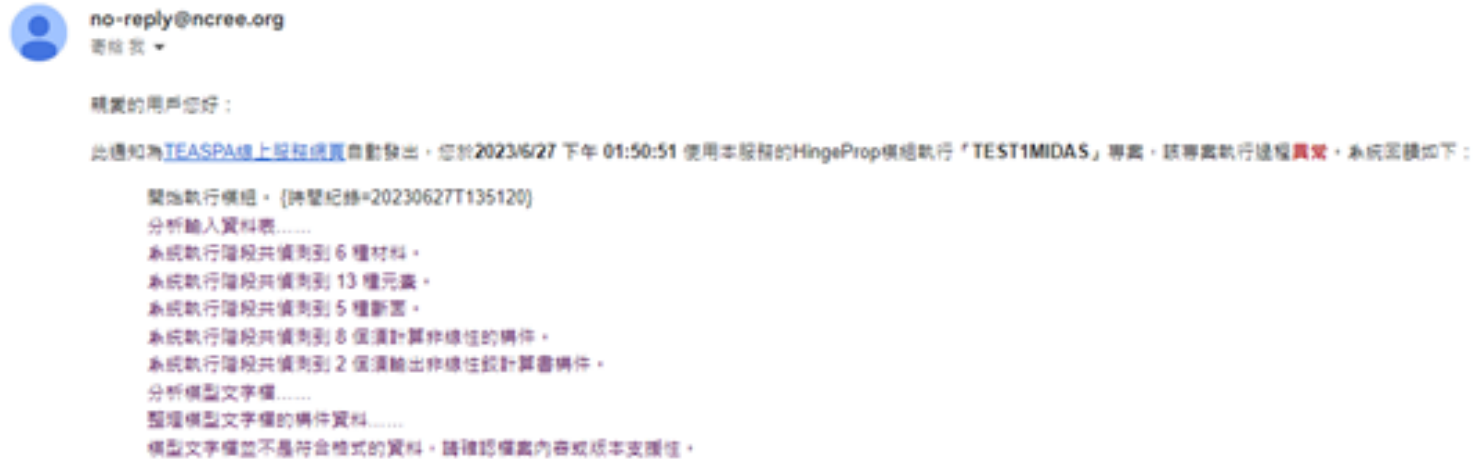 no-reply@ncree.org
寄給 我
親愛的用戶您好：
此通知為TEASPA線上服務網頁自動發出，您於2023/6/27 下午 01:50:51 使用本服務的HingeProp模組執行「TEST1MIDAS」專案，該專案執行過程異常，系統回饋如下：
開始執行模組。 {時間紀錄=20230627T135120}
分析輸入資料表……
系統執行階段共偵測到 6 種材料。
系統執行階段共偵測到 13 種元素。
系統執行階段共偵測到 5 種斷面。
系統執行階段共偵測到 8 個須計算非線性的構件。
系統執行階段共偵測到 2 個須輸出非線性鉸計算書構件。
分析模型文字檔……
整理模型文字檔的構件資料……
模型文字檔並不是符合格式的資料，請確認檔案內容或版本支援性。